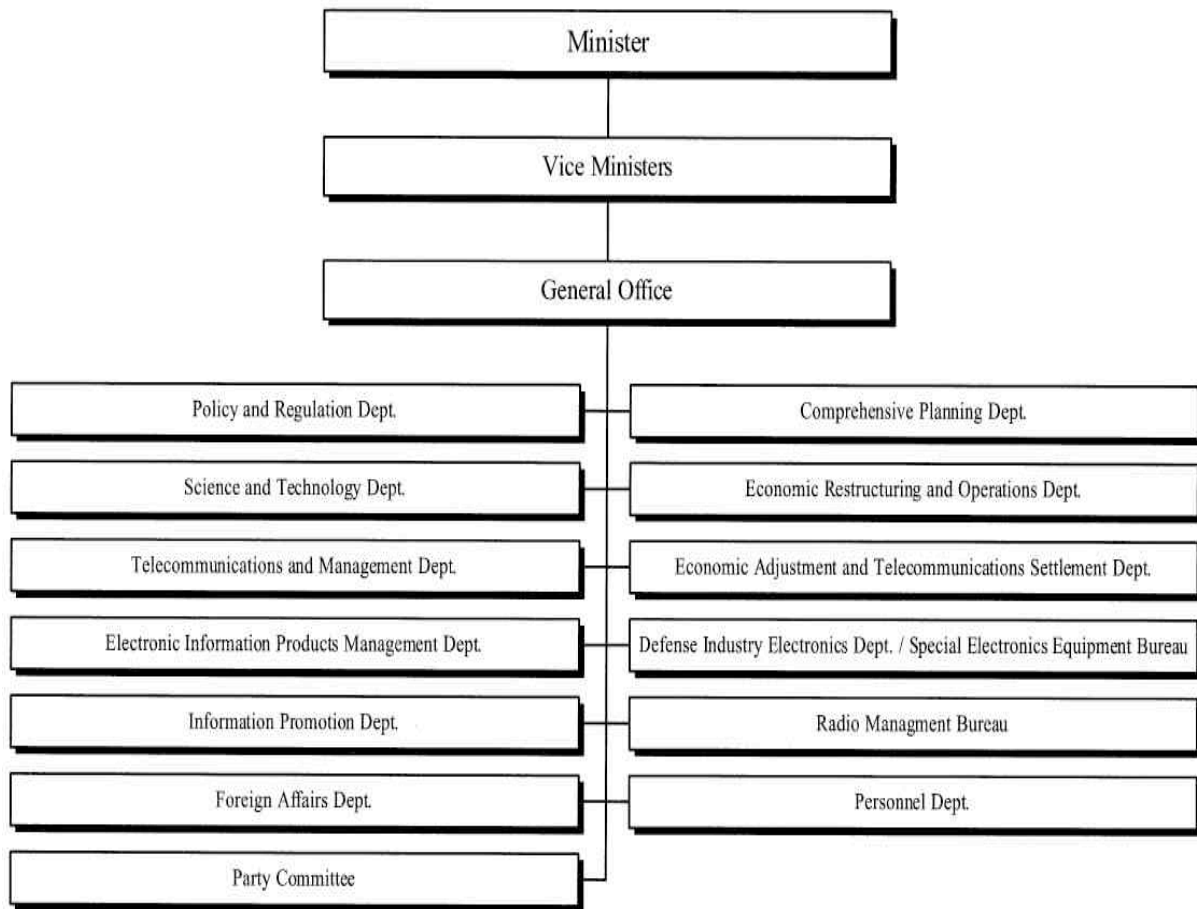 Minister
Vice Ministers
General Office
Policy and Regulation Dept.
Comprehensive Planning Dept.
Science and Technology Dept.
Economic Restructuring and Operations Dept.
Telecommunications and Management Dept.
Economic Adjustment and Telecommunications Settlement Dept.
Electronic Information Products Management Dept.
Defense Industry Electronics Dept. / Special Electronics Equipment Bureau
Information Promotion Dept.
Radio Managment Bureau
Foreign Affairs Dept.
Personnel Dept.
Party Committee